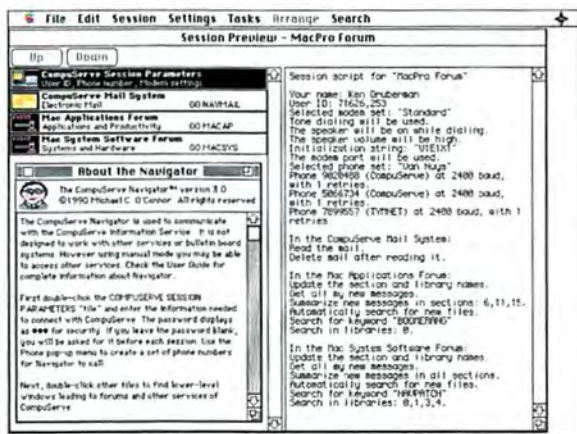 File Edit Session Settings Tasks Arrange Search
Session Preview - MacPro Forum
Up Down
CompuServe Session Parameters
User ID, Phone number, Modem settings
CompuServe Mail System
Electronic Mail GO NAVMAIL
Mac Applications Forum
Applications and Productivity GO MACAP
Mac System Software Forum
Systems and Hardware GO MACSYS
About the Navigator
The CompuServe Navigator™ version 3.0
©1990 Michael C. O'Connor All rights reserved
The CompuServe Navigator is used to communicate
with the CompuServe Information Service. It is not
designed to work with other services or bulletin board
systems. However using manual mode you may be able
to access other services. Check the User Guide for
complete information about Navigator.
First double-click the COMPUSERVE SESSION
PARAMETERS "tile" and enter the information needed
to connect with CompuServe. The password displays
as ●●● for security. If you leave the password blank,
you will be asked for it before each session. Use the
Phone pop-up menu to create a set of phone numbers
for Navigator to call.
Next, double-click other tiles to find lower-level
windows leading to forums and other services of
CompuServe
Session script for "MacPro Forum"
Your name: Ken Gruberman
User ID: 71626,253
Selected modem set: "Standard"
Tone dialing will be used.
The speaker will be on while dialing.
The speaker volume will be high.
Initialization string:
The modem port will be used.
Selected phone set: "Van Nuys"
Phone 9020488 (CompuServe) at 2400 baud,
with 1 retries.
Phone 5066734 (CompuServe) at 2400 baud,
with 1 retries.
Phone 7899557 (TYMNET) at 2400 baud, with 1
retries
In the CompuServe Mail System:
Read the mail.
Delete mail after reading it.
In the Mac Applications Forum:
Update the section and library names.
Get all my new messages.
Summarize new messages in sections: 6,11,15.
Automatically search for new files.
Search for keyword "BOOMERANG"
Search in libraries: 0.
In the Mac System Software Forum:
Update the section and library names.
Get all my new messages.
Summarize new messages in all sections.
Automatically search for new files.
Search for keyword "NAVPATCH"
Search in libraries: 0,1,3,4.